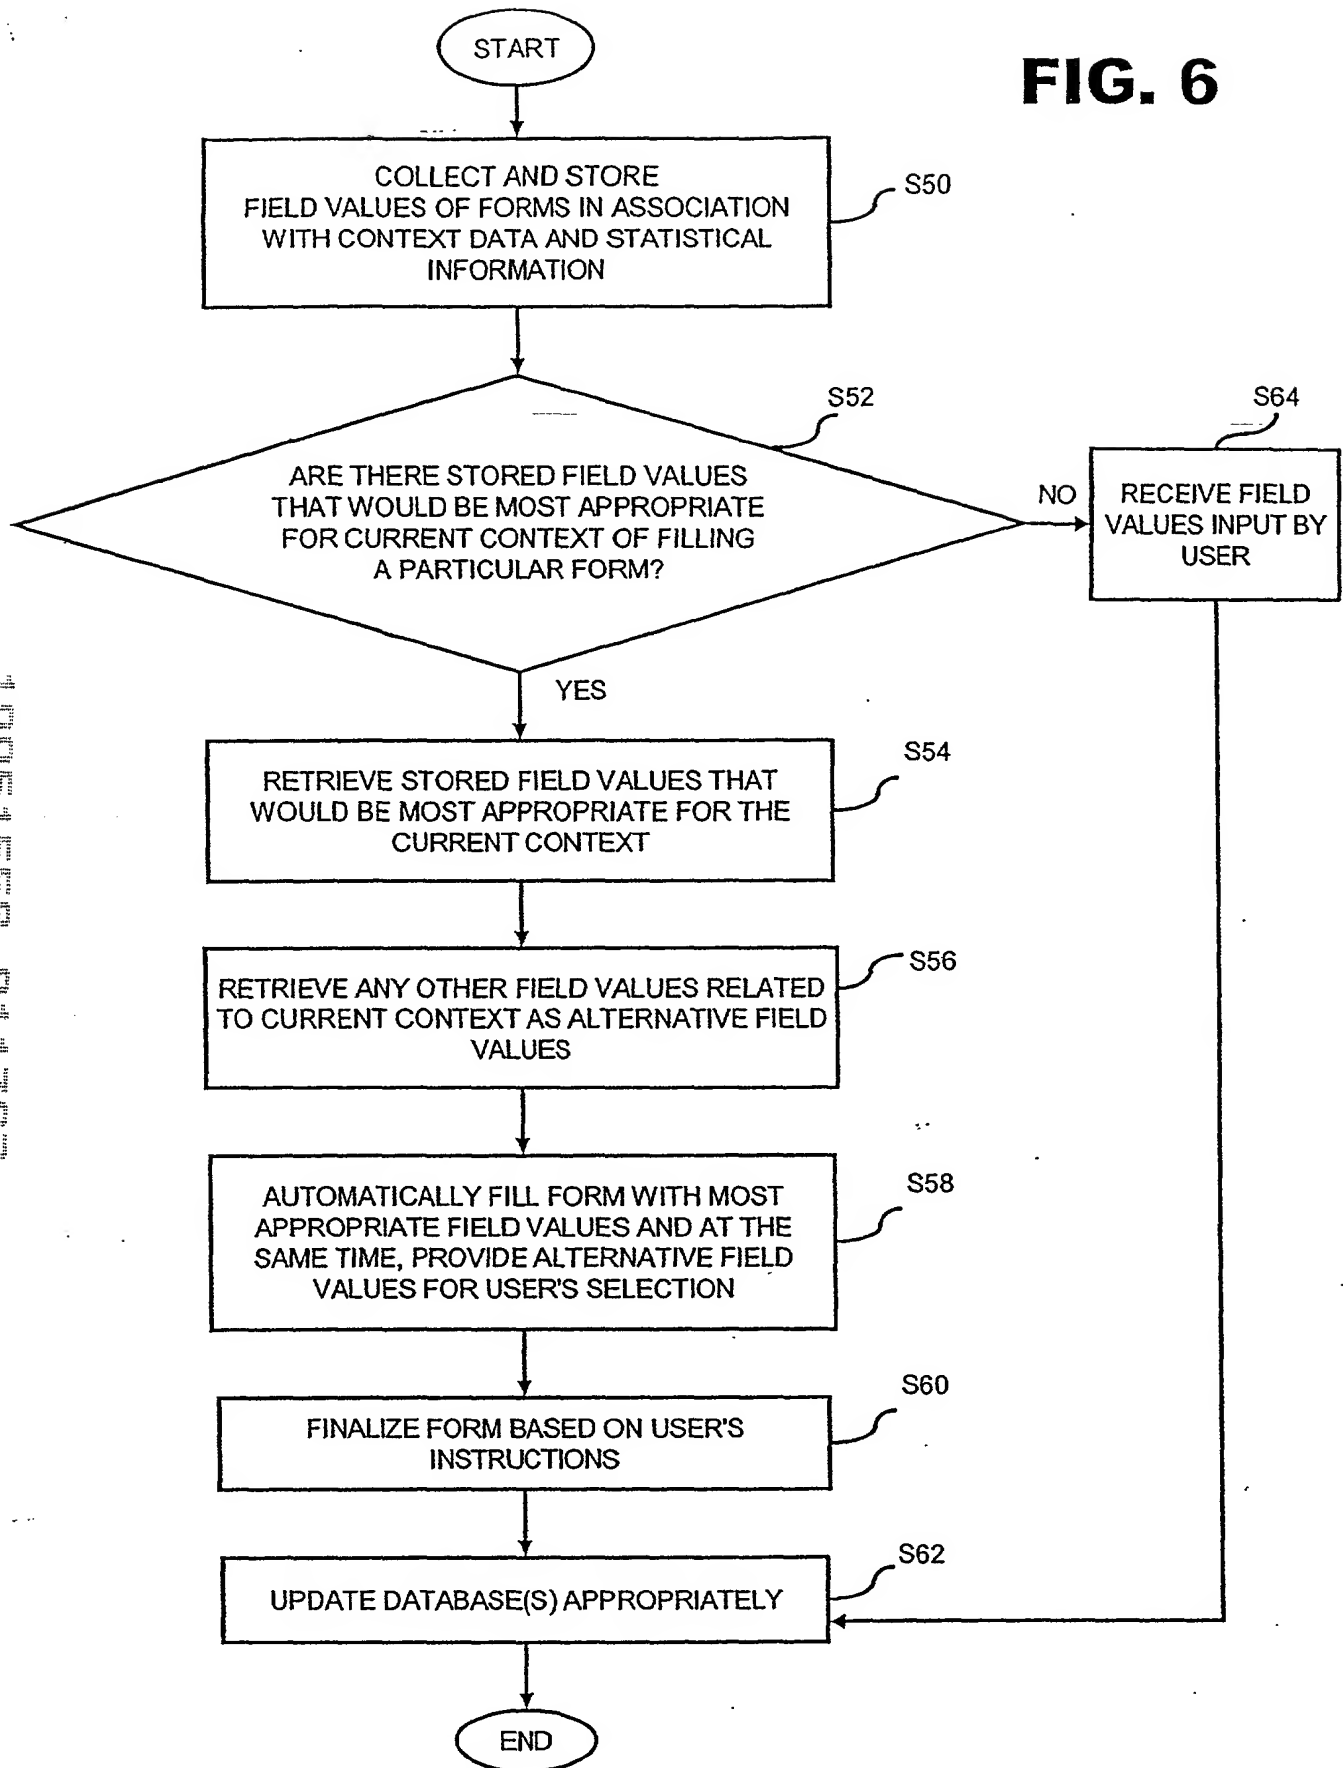 START
FIG. 6
COLLECT AND STORE
FIELD VALUES OF FORMS IN ASSOCIATION
WITH CONTEXT DATA AND STATISTICAL
INFORMATION
S50
S52
ARE THERE STORED FIELD VALUES
THAT WOULD BE MOST APPROPRIATE
FOR CURRENT CONTEXT OF FILLING
A PARTICULAR FORM?
NO
S64
RECEIVE FIELD
VALUES INPUT BY
USER
YES
RETRIEVE STORED FIELD VALUES THAT
WOULD BE MOST APPROPRIATE FOR THE
CURRENT CONTEXT
S54
RETRIEVE ANY OTHER FIELD VALUES RELATED
TO CURRENT CONTEXT AS ALTERNATIVE FIELD
VALUES
S56
AUTOMATICALLY FILL FORM WITH MOST
APPROPRIATE FIELD VALUES AND AT THE
SAME TIME, PROVIDE ALTERNATIVE FIELD
VALUES FOR USER'S SELECTION
S58
FINALIZE FORM BASED ON USER'S
INSTRUCTIONS
S60
UPDATE DATABASE(S) APPROPRIATELY
S62
END